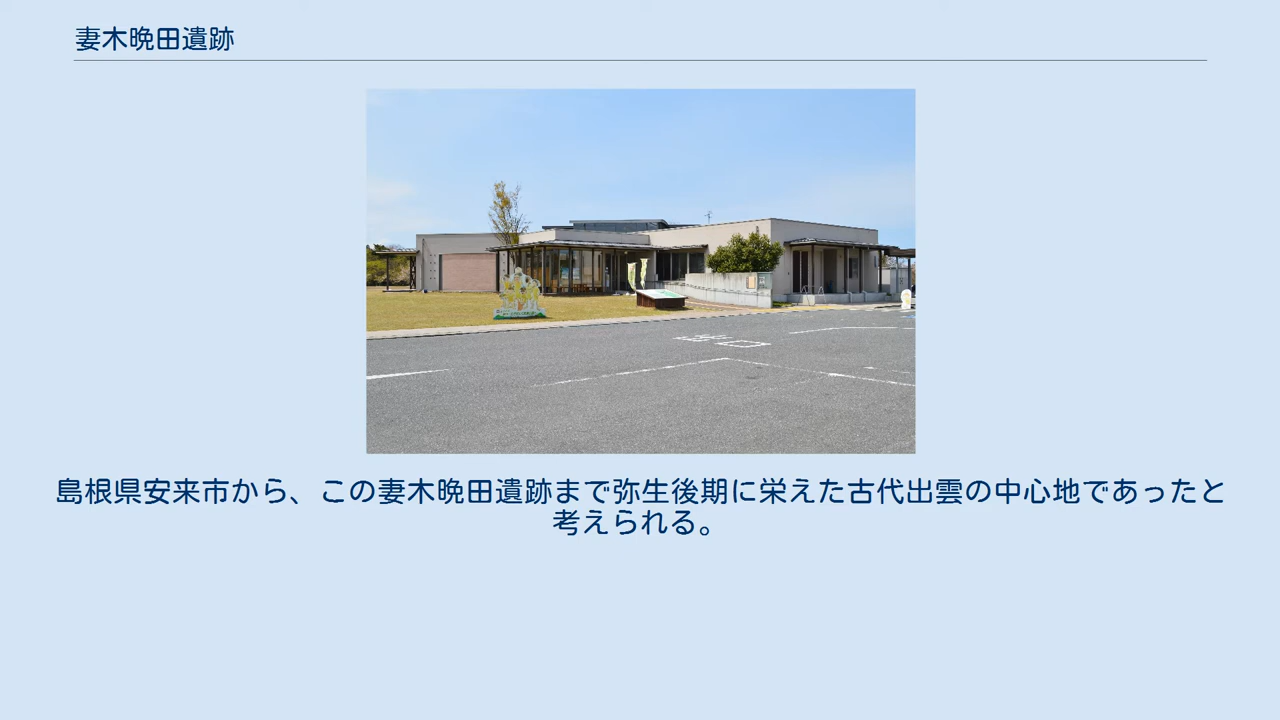 妻木晩田遺跡
島根県安来市から、この妻木晩田遺跡まで弥生後期に栄えた古代出雲の中心地であったと
考えられる。